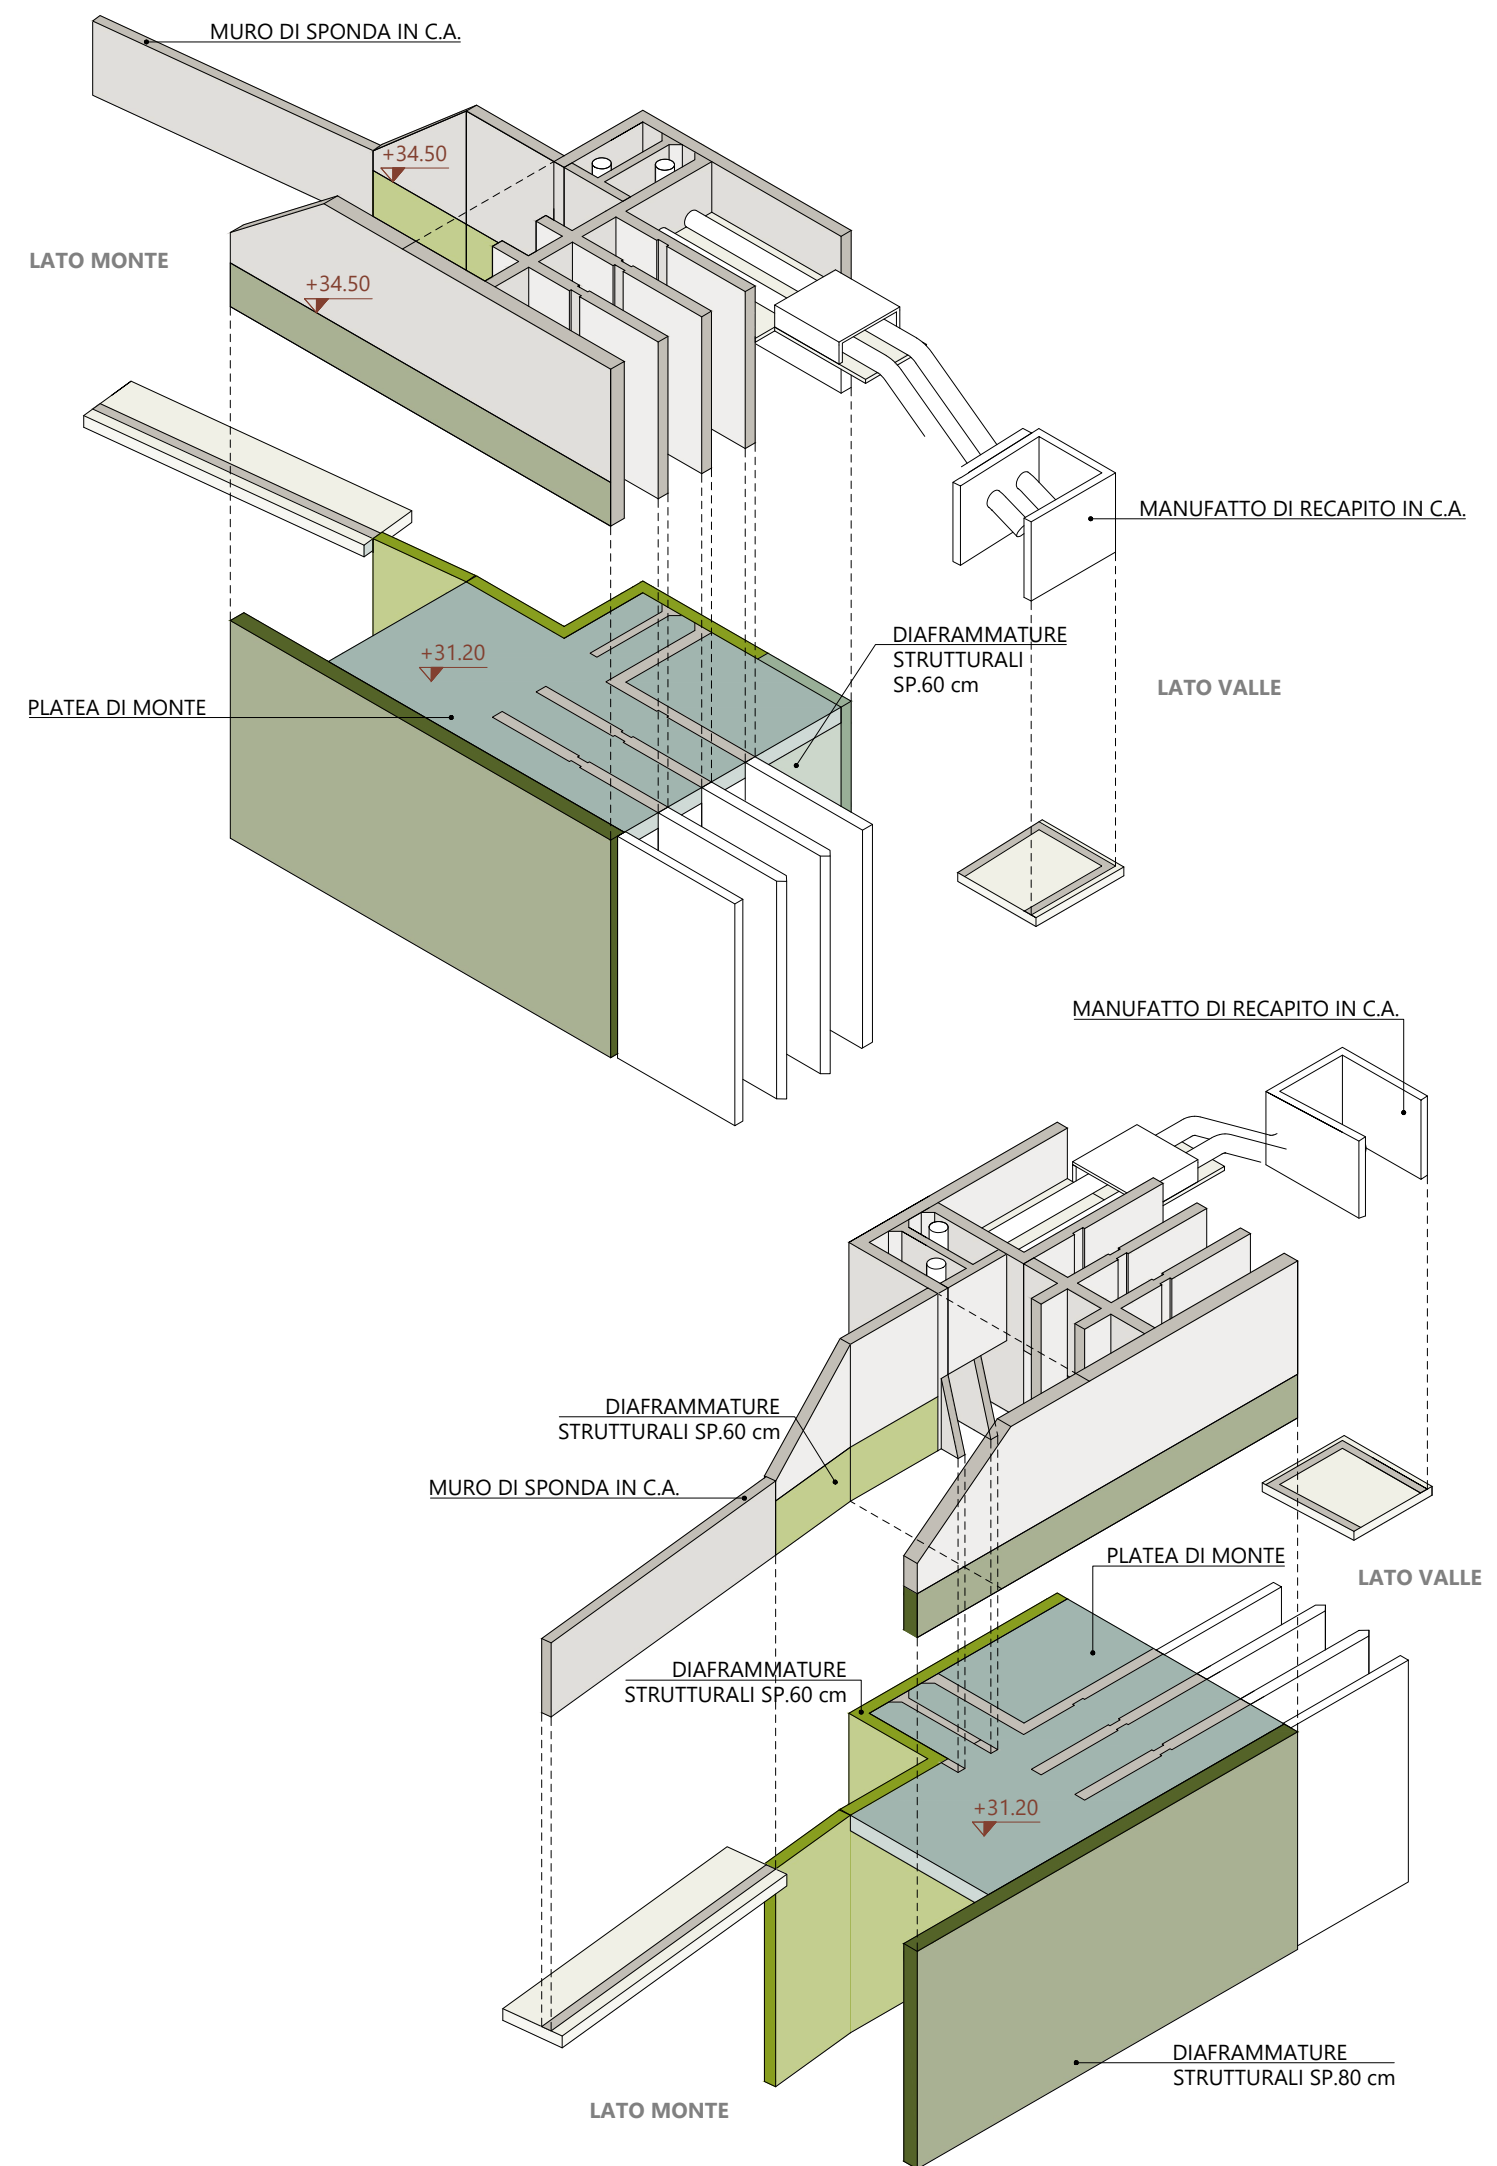 MURO DI SPONDA IN C.A.
+34.50
LATO MONTE
+34.50
MANUFATTO DI RECAPITO IN C.A.
DIAFRAMMATURE
STRUTTURALI
SP.60 cm
+31.20
LATO VALLE
PLATEA DI MONTE
MANUFATTO DI RECAPITO IN C.A.
DIAFRAMMATURE
STRUTTURALI SP.60 cm
MURO DI SPONDA IN C.A.
PLATEA DI MONTE
LATO VALLE
DIAFRAMMATURE
STRUTTURALI SP.60 cm
+31.20
DIAFRAMMATURE
STRUTTURALI SP.80 cm
LATO MONTE